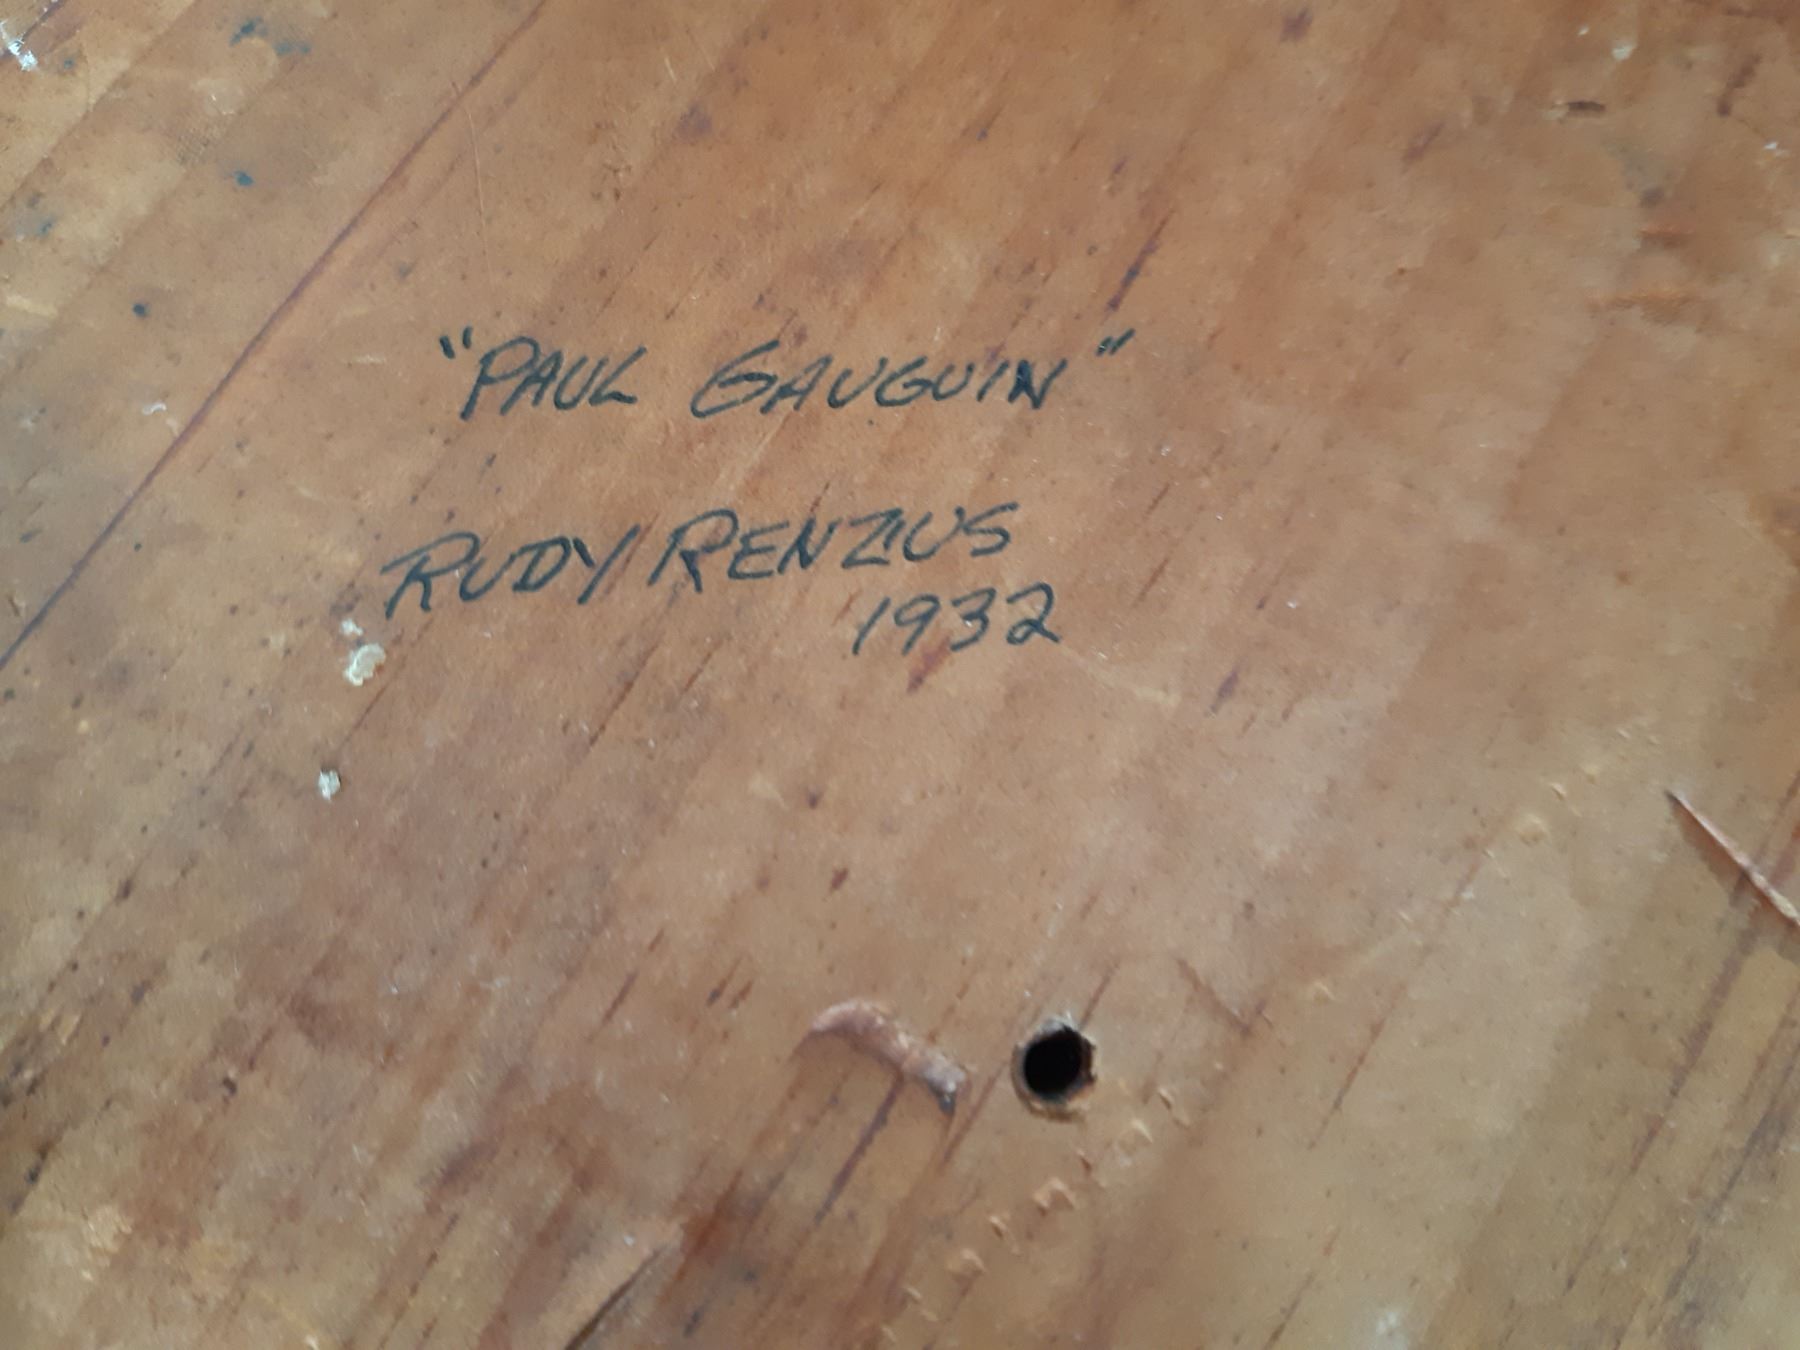 "PAUL GAUGUIN"
RUDY RENZIUS
1932